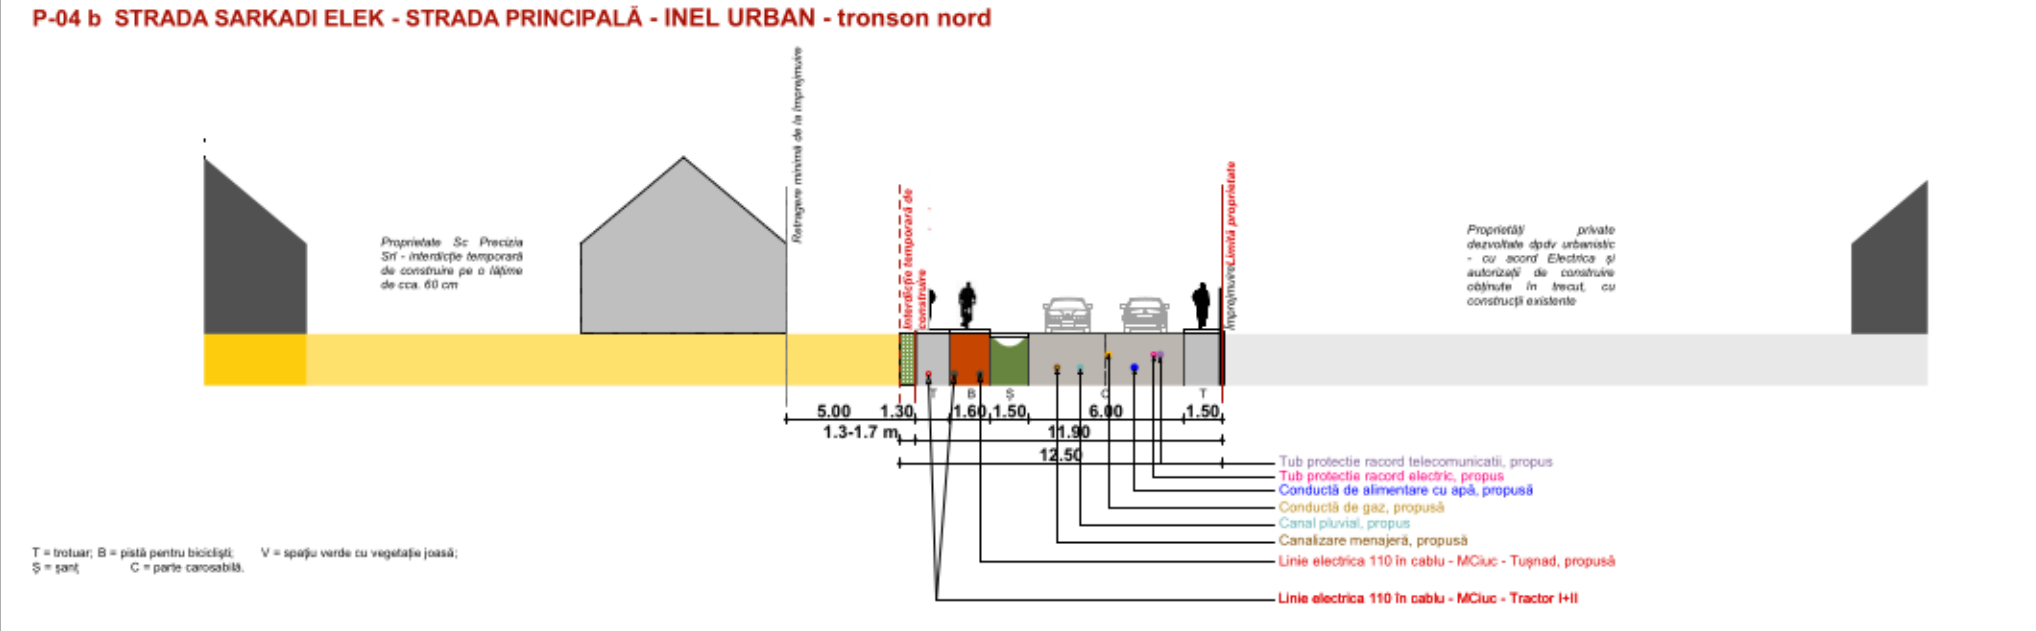 P-04 b STRADA SARKADI ELEK - STRADA PRINCIPALĂ - INEL URBAN - tronson nord
Retragere minimă de la împrejmuire
Interdicție temporară de
construire
Împrejmuire Limită proprietate
Proprietate Sc Precizia
Srl - interdicție temporară
de construire pe o lățime
de cca. 60 cm
Proprietăți private
dezvoltate dpdv urbanistic
- cu acord Electrica și
autorizații de construire
obținute în trecut, cu
construcții existente
T B Ș C T
5.00 1.30 1.60 1.50 6.00 1.50
1.3-1.7 m 11.90
12.50
Tub protectie racord telecomunicatii, propus
Tub protectie racord electric, propus
Conductă de alimentare cu apă, propusă
Conductă de gaz, propusă
Canal pluvial, propus
Canalizare menajeră, propusă
Linie electrica 110 în cablu - MCiuc - Tușnad, propusă
Linie electrica 110 în cablu - MCiuc - Tractor I+II
T = trotuar; B = pistă pentru bicicliști; V = spațiu verde cu vegetație joasă;
Ș = șanț C = parte carosabilă.